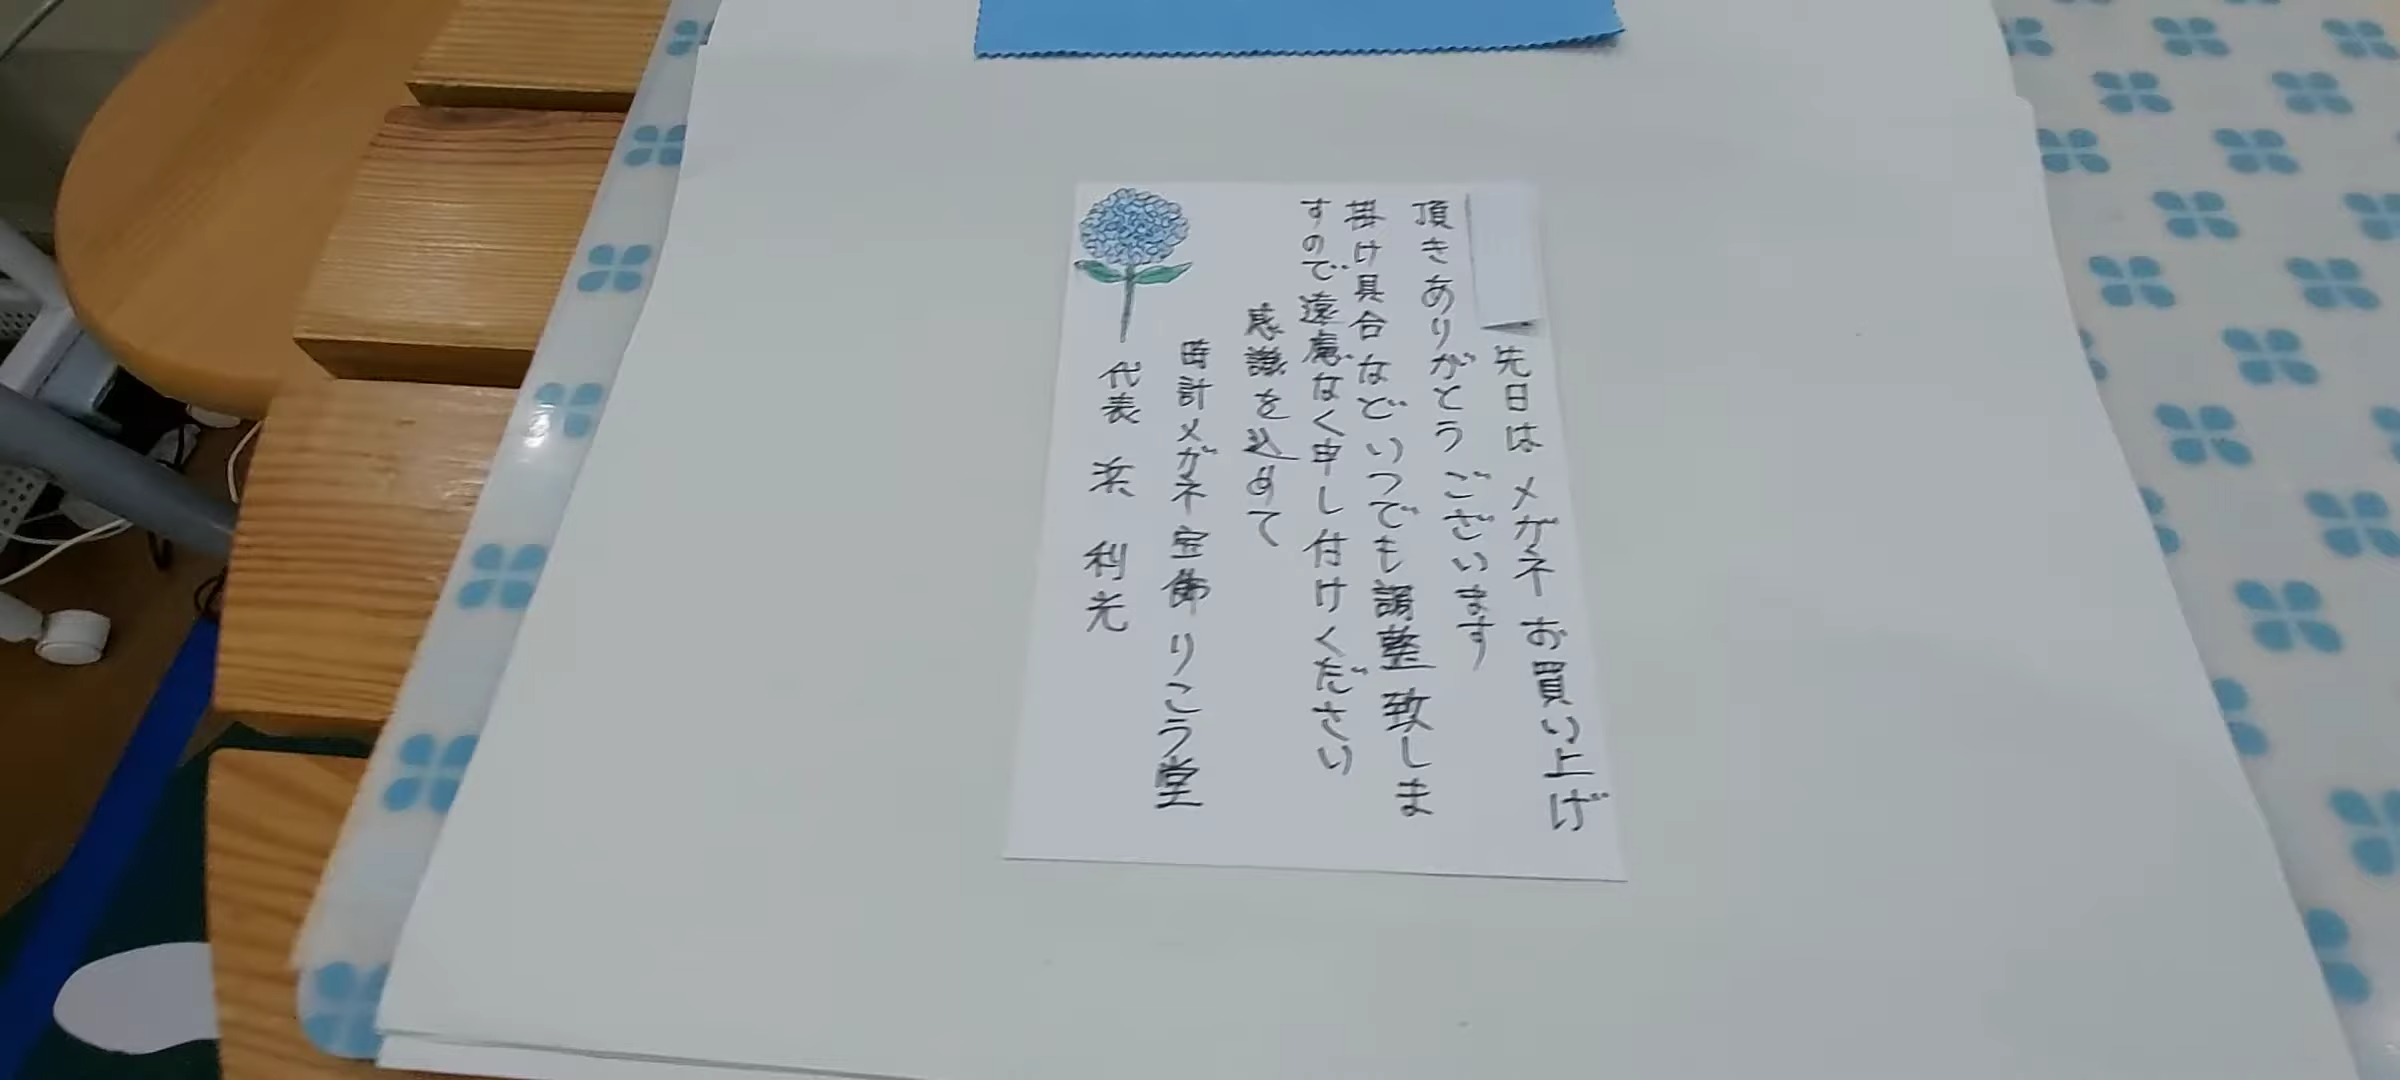 先日は メガネ お買い上げ
頂きありがとう ございます
掛け具合などいつでも調整致しま
すので遠慮なく申し付けください
感謝を込めて
時計メガネ宝飾 りこう堂
代表 浜 利光